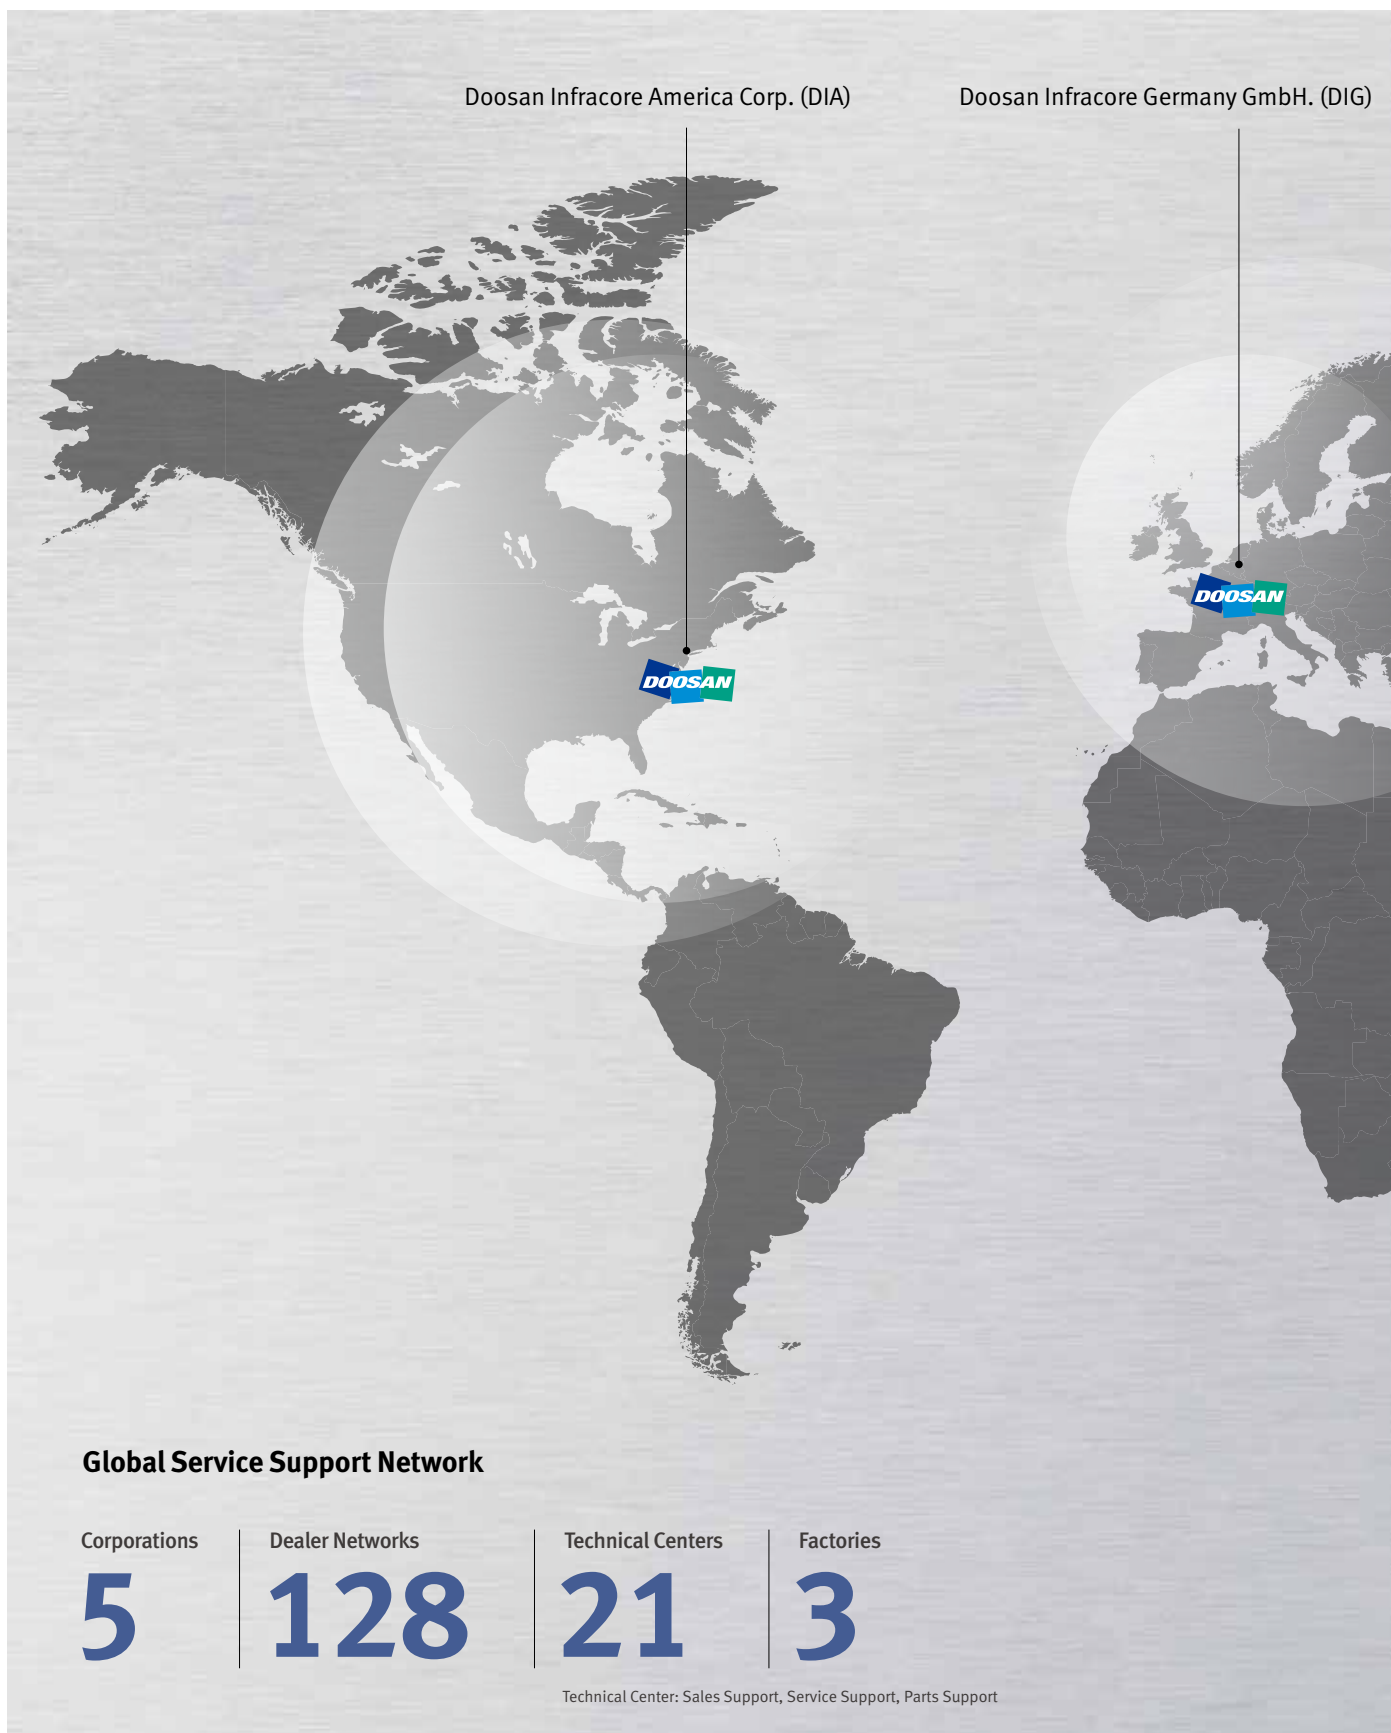 Doosan Infracore America Corp. (DIA)
Doosan Infracore Germany GmbH. (DIG)
DOOSAN
DOOSAN
Global Service Support Network
Corporations
5
Dealer Networks
128
Technical Centers
21
Factories
3
Technical Center: Sales Support, Service Support, Parts Support